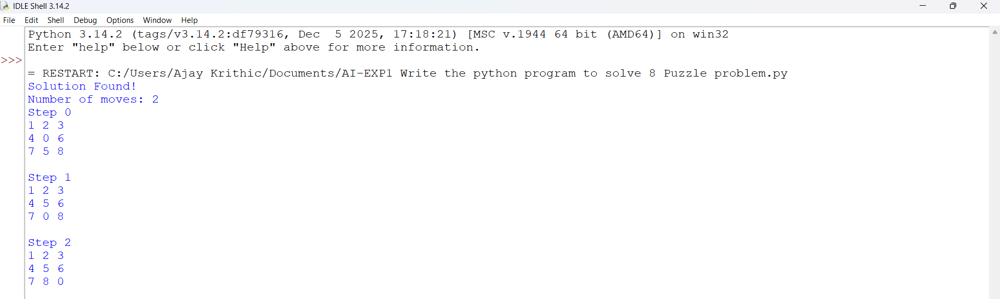 IDLE Shell 3.14.2
File Edit Shell Debug Options Window Help
Python 3.14.2 (tags/v3.14.2:df79316, Dec  5 2025, 17:18:21) [MSC v.1944 64 bit (AMD64)] on win32
Enter "help" below or click "Help" above for more information.
>>>
= RESTART: C:/Users/Ajay Krithic/Documents/AI-EXP1 Write the python program to solve 8 Puzzle problem.py
Solution Found!
Number of moves: 2
Step 0
1 2 3
4 0 6
7 5 8
Step 1
1 2 3
4 5 6
7 0 8
Step 2
1 2 3
4 5 6
7 8 0